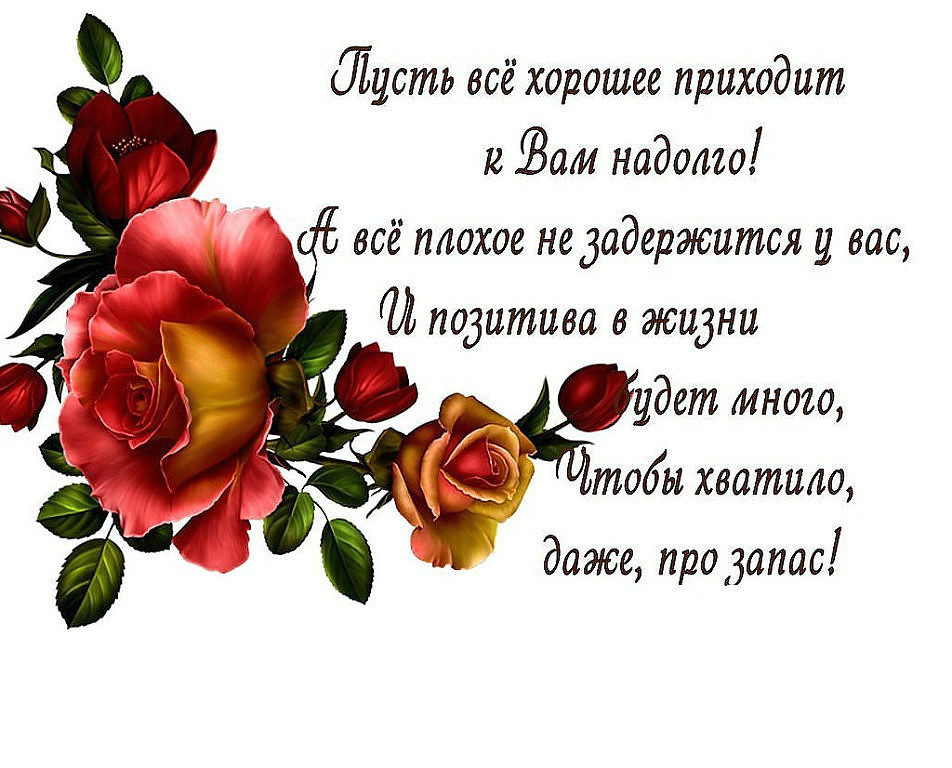 Пусть всё хорошее приходит
к Вам надолго!
А всё плохое не задержится у вас,
И позитива в жизни
будет много,
Чтобы хватило,
даже, про запас!